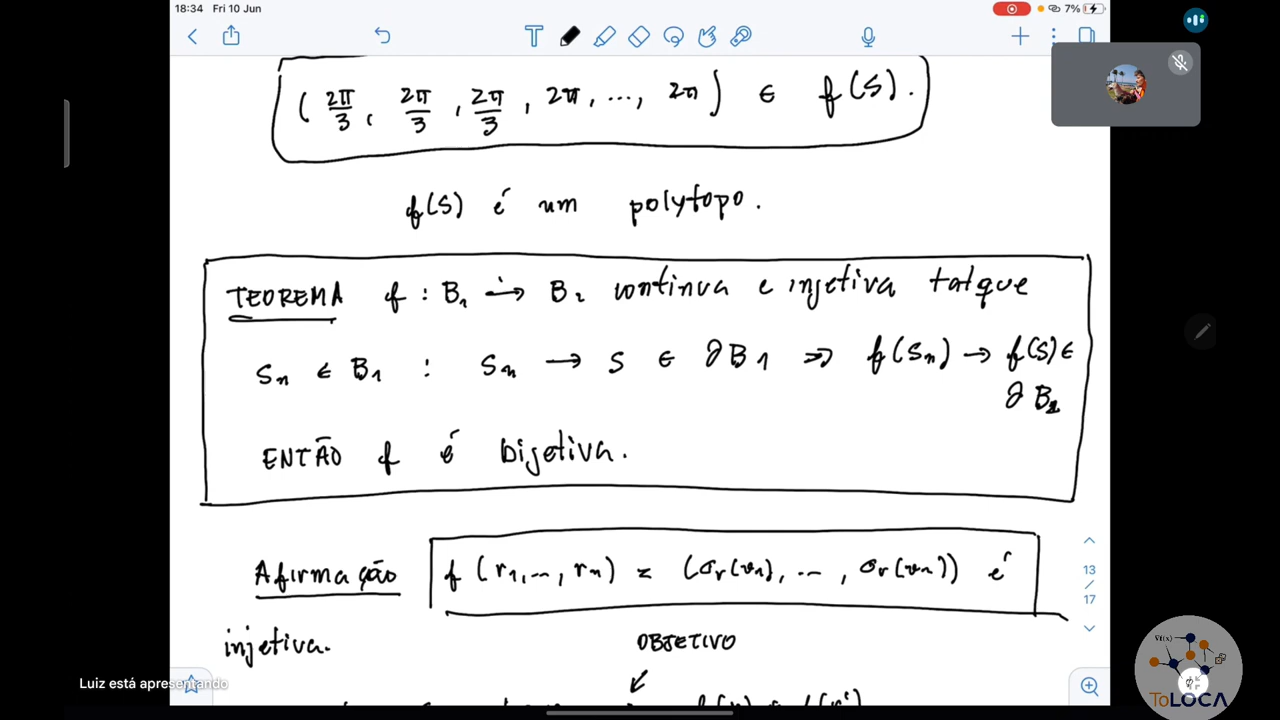 18:34 Fri 10 Jun
7%
( 2π/3, 2π/3, 2π/3, 2π, ..., 2π ) ∈ f(S).
f(S) é um polytopo.
TEOREMA f : B₁ → B₂ continua e injetiva tal que
Sn ∈ B₁ : Sn → S ∈ ∂B1 ⇒ f(Sn) → f(S) ∈
∂B₂
ENTÃO f é bijetiva.
Afirmação f (r1, ..., rn) = (σr(v1), ..., σr(vn)) é
injetiva.
OBJETIVO
13
/
17
Luiz está apresentando
∇f(x)
ToLOCA